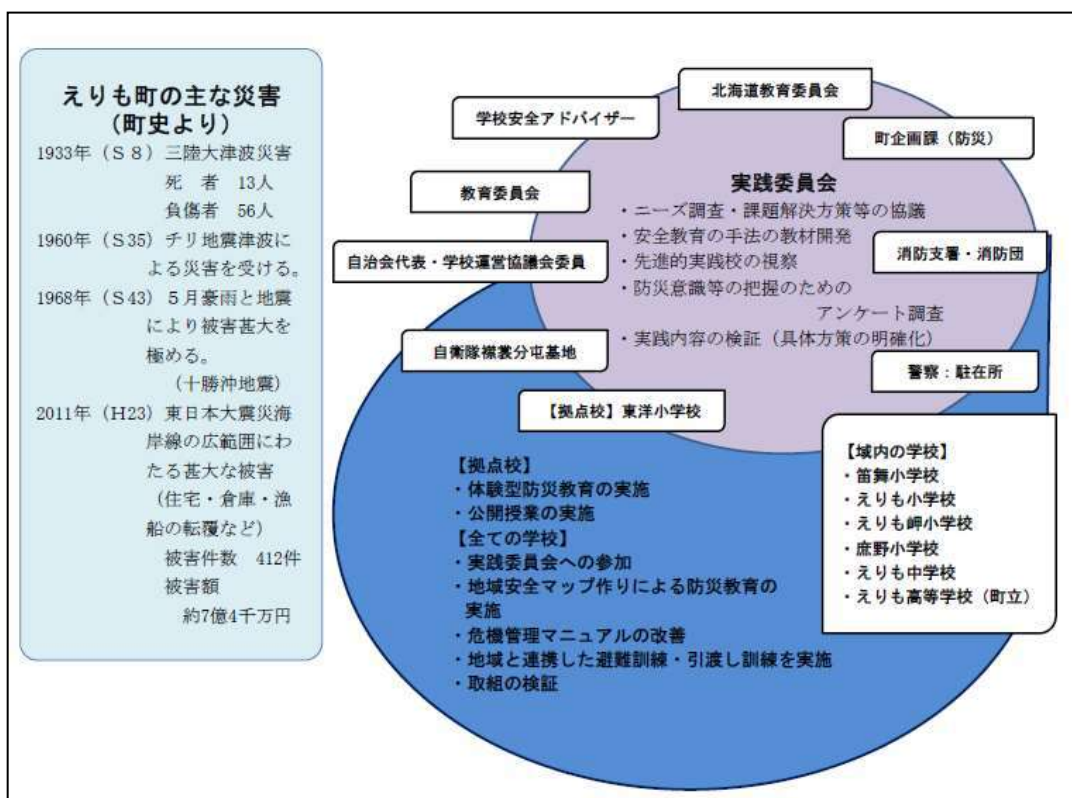 えりも町の主な災害
(町史より)
1933年(S8)三陸大津波災害
死 者 13人
負傷者 56人
1960年(S35)チリ地震津波に
よる災害を受ける。
1968年(S43)5月豪雨と地震
により被害甚大を
極める。
(十勝沖地震)
2011年(H23)東日本大震災海
岸線の広範囲にわ
たる甚大な被害
(住宅・倉庫・漁
船の転覆など)
被害件数 412件
被害額
約7億4千万円
北海道教育委員会
学校安全アドバイザー
町企画課(防災)
教育委員会
自治会代表・学校運営協議会委員
消防支署・消防団
自衛隊襟裳分屯基地
警察:駐在所
【拠点校】東洋小学校
実践委員会
・ニーズ調査・課題解決方策等の協議
・安全教育の手法の教材開発
・先進的実践校の視察
・防災意識等の把握のための
アンケート調査
・実践内容の検証(具体方策の明確化)
【拠点校】
・体験型防災教育の実施
・公開授業の実施
【全ての学校】
・実践委員会への参加
・地域安全マップ作りによる防災教育の
実施
・危機管理マニュアルの改善
・地域と連携した避難訓練・引渡し訓練を実施
・取組の検証
【域内の学校】
・笛舞小学校
・えりも小学校
・えりも岬小学校
・庶野小学校
・えりも中学校
・えりも高等学校(町立)